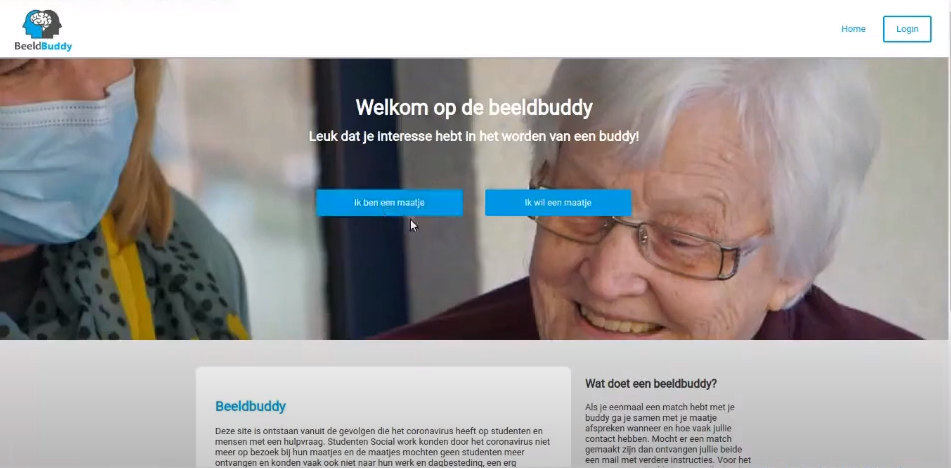 BeeldBuddy
Home
Login
Welkom op de beeldbuddy
Leuk dat je interesse hebt in het worden van een buddy!
Ik ben een maatje
Ik wil een maatje
Beeldbuddy
Deze site is ontstaan vanuit de gevolgen die het coronavirus heeft op studenten en
mensen met een hulpvraag. Studenten Social work konden door het coronavirus niet
meer op bezoek bij hun maatjes en de maatjes mochten geen studenten meer
ontvangen en konden vaak ook niet naar hun werk en dagbesteding, een erg
Wat doet een beeldbuddy?
Als je eenmaal een match hebt met je
buddy ga je samen met je maatje
afspreken wanneer en hoe vaak jullie
contact hebben. Mocht er een match
gemaakt zijn dan ontvangen jullie beide
een mail met verdere instructies. Voor het